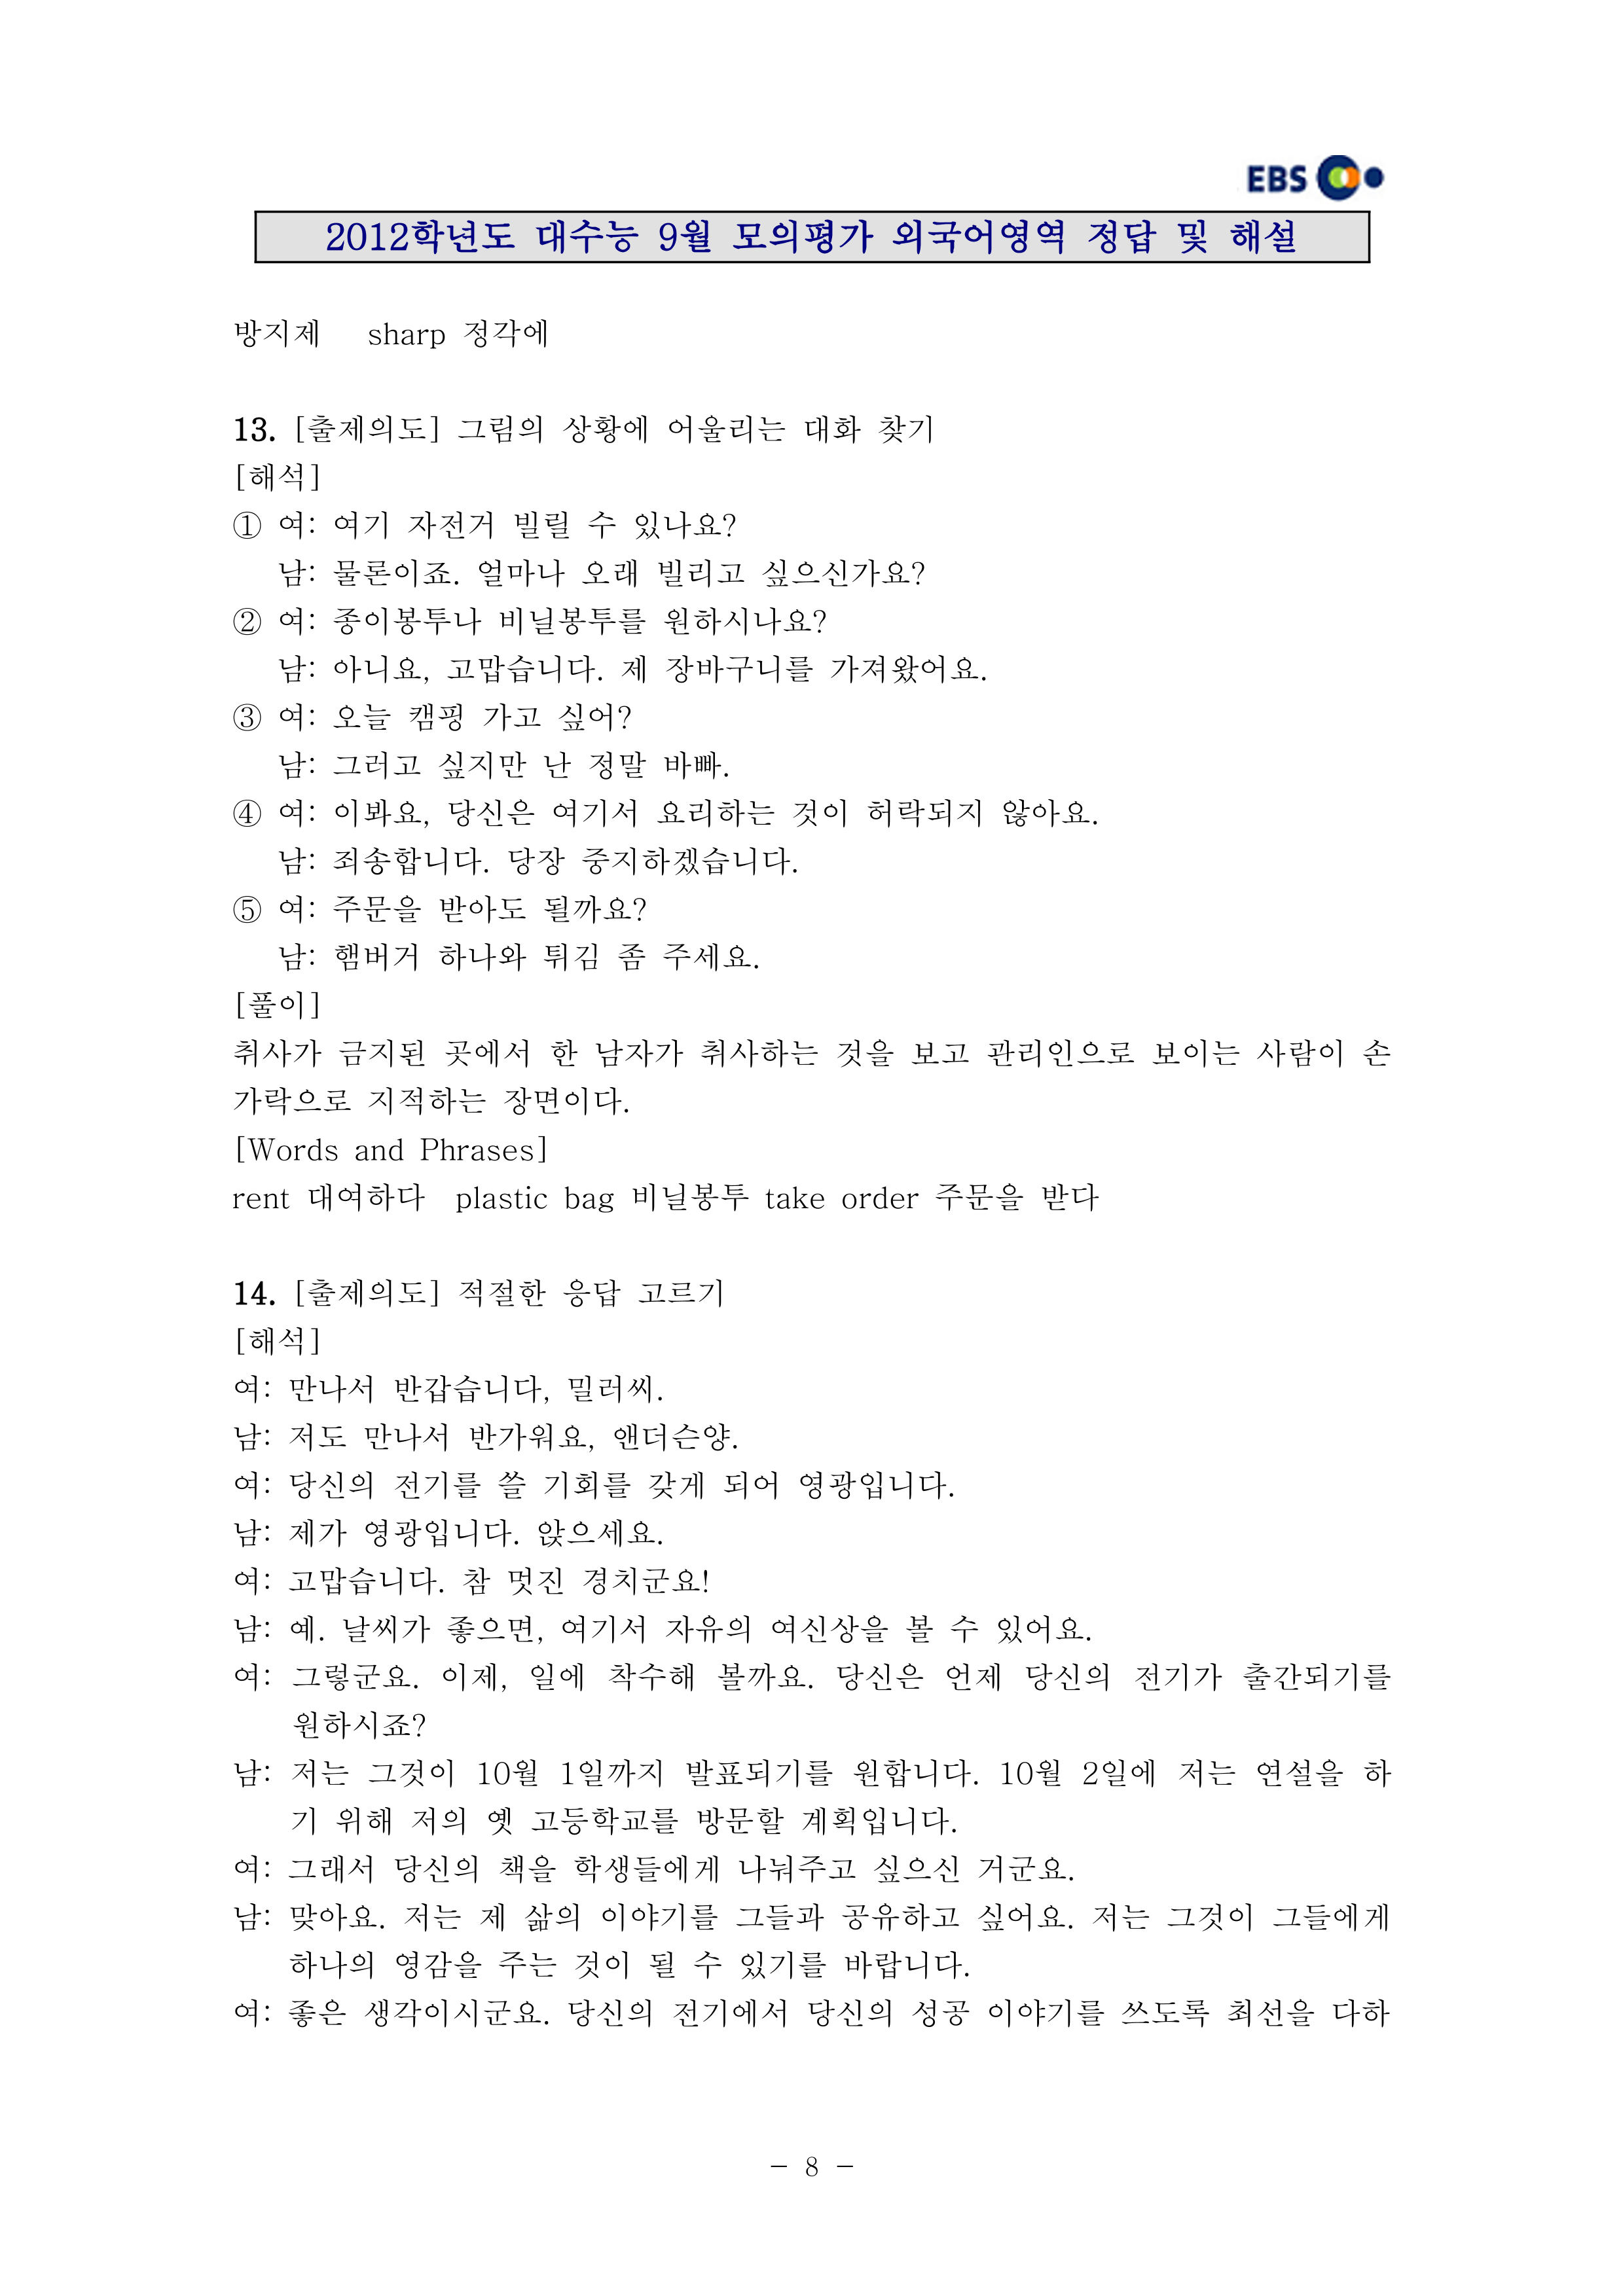 EBS
2012학년도 대수능 9월 모의평가 외국어영역 정답 및 해설
방지제 sharp 정각에
13. [출제의도] 그림의 상황에 어울리는 대화 찾기
[해석]
① 여: 여기 자전거 빌릴 수 있나요?
남: 물론이죠. 얼마나 오래 빌리고 싶으신가요?
② 여: 종이봉투나 비닐봉투를 원하시나요?
남: 아니요, 고맙습니다. 제 장바구니를 가져왔어요.
③ 여: 오늘 캠핑 가고 싶어?
남: 그러고 싶지만 난 정말 바빠.
④ 여: 이봐요, 당신은 여기서 요리하는 것이 허락되지 않아요.
남: 죄송합니다. 당장 중지하겠습니다.
⑤ 여: 주문을 받아도 될까요?
남: 햄버거 하나와 튀김 좀 주세요.
[풀이]
취사가 금지된 곳에서 한 남자가 취사하는 것을 보고 관리인으로 보이는 사람이 손
가락으로 지적하는 장면이다.
[Words and Phrases]
rent 대여하다 plastic bag 비닐봉투 take order 주문을 받다
14. [출제의도] 적절한 응답 고르기
[해석]
여: 만나서 반갑습니다, 밀러씨.
남: 저도 만나서 반가워요, 앤더슨양.
여: 당신의 전기를 쓸 기회를 갖게 되어 영광입니다.
남: 제가 영광입니다. 앉으세요.
여: 고맙습니다. 참 멋진 경치군요!
남: 예. 날씨가 좋으면, 여기서 자유의 여신상을 볼 수 있어요.
여: 그렇군요. 이제, 일에 착수해 볼까요. 당신은 언제 당신의 전기가 출간되기를
원하시죠?
남: 저는 그것이 10월 1일까지 발표되기를 원합니다. 10월 2일에 저는 연설을 하
기 위해 저의 옛 고등학교를 방문할 계획입니다.
여: 그래서 당신의 책을 학생들에게 나눠주고 싶으신 거군요.
남: 맞아요. 저는 제 삶의 이야기를 그들과 공유하고 싶어요. 저는 그것이 그들에게
하나의 영감을 주는 것이 될 수 있기를 바랍니다.
여: 좋은 생각이시군요. 당신의 전기에서 당신의 성공 이야기를 쓰도록 최선을 다하
- 8 -